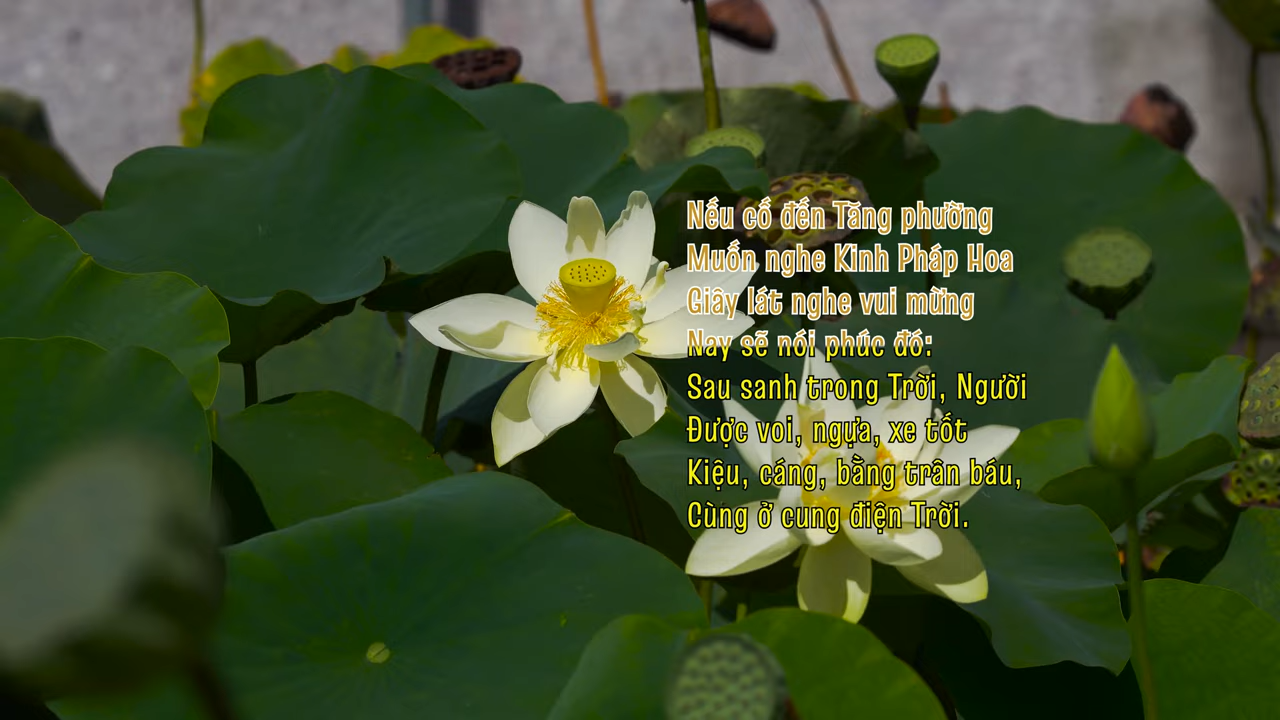 Nếu cố đến Tăng phường
Muốn nghe Kinh Pháp Hoa
Giây lát nghe vui mừng
Nay sẽ nói phúc đó:
Sau sanh trong Trời, Người
Được voi, ngựa, xe tốt
Kiệu, cáng, bằng trân báu,
Cùng ở cung điện Trời.